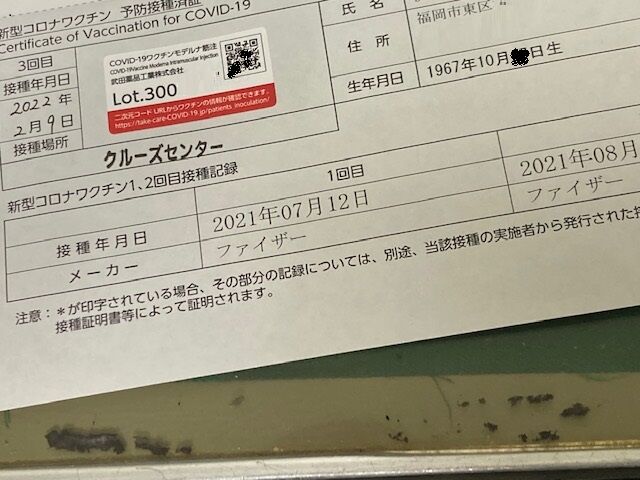 新型コロナワクチン 予防接種済証
Certificate of Vaccination for COVID-19
3回目
接種年月日
2022年
2月9日
接種場所
COVID-19ワクチンモデルナ筋注
COVID-19 Vaccine Moderna Intramuscular Injection
武田薬品工業株式会社
Lot.300
二次元コード URLからワクチンの情報が確認できます。
https://take-care-COVID-19.jp/patients_inoculation/
クルーズセンター
氏名
住所
福岡市東区
生年月日
1967年10月 日生
新型コロナワクチン1、2回目接種記録
1回目
接種年月日
2021年07月12日
2021年08月
メーカー
ファイザー
ファイザー
注意：＊が印字されている場合、その部分の記録については、別途、当該接種の実施者から発行された
接種証明書等によって証明されます。